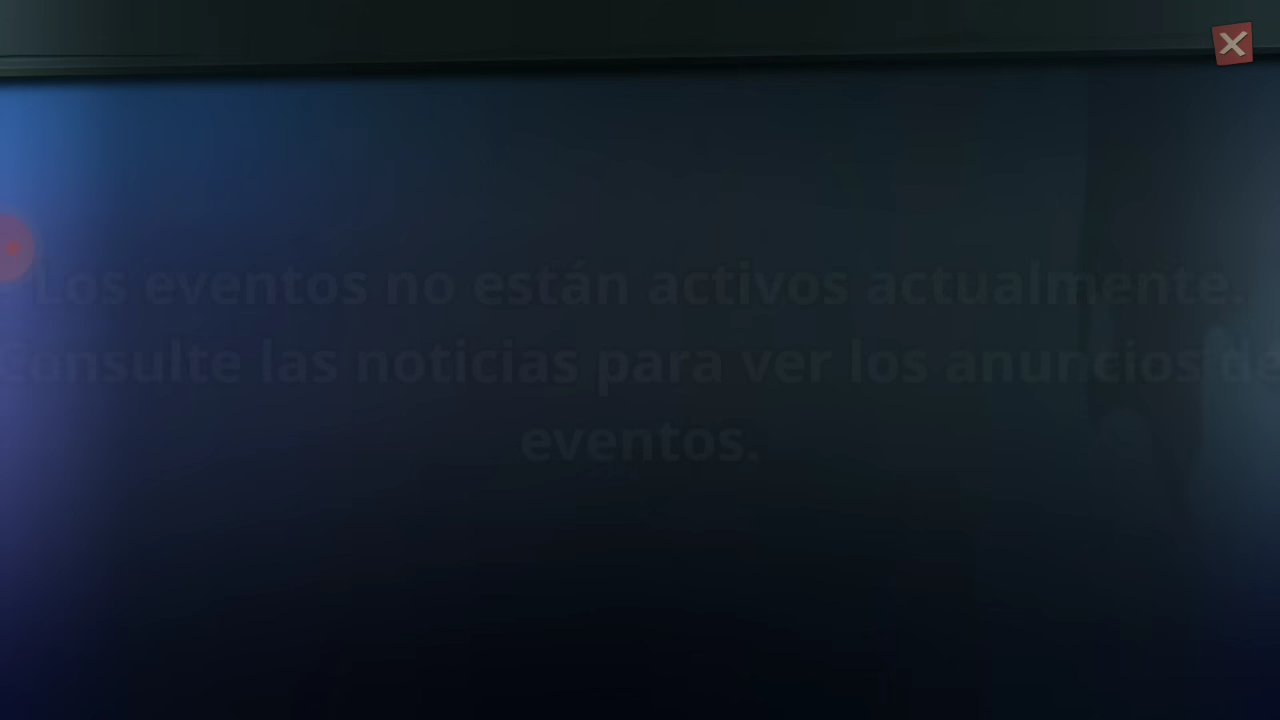 Los eventos no están activos actualmente.
Consulte las noticias para ver los anuncios de
eventos.